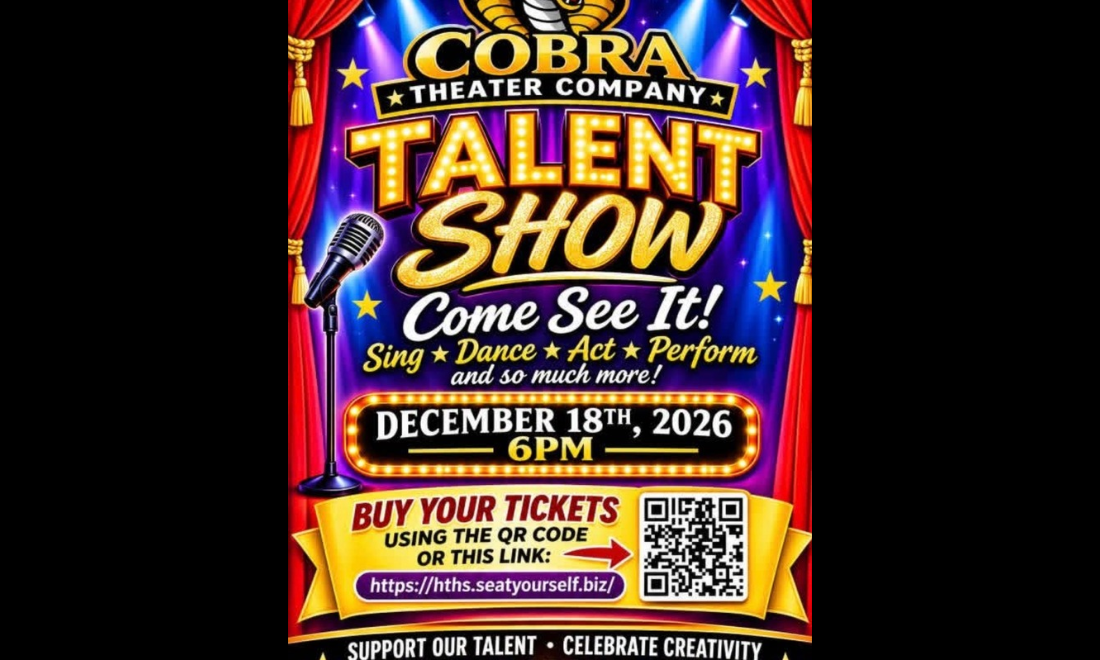 COBRA
THEATER COMPANY
TALENT
SHOW
Come See It!
Sing ★ Dance ★ Act ★ Perform
and so much more!
DECEMBER 18TH, 2026
6PM
BUY YOUR TICKETS
USING THE QR CODE
OR THIS LINK:
https://hths.seatyourself.biz/
SUPPORT OUR TALENT • CELEBRATE CREATIVITY